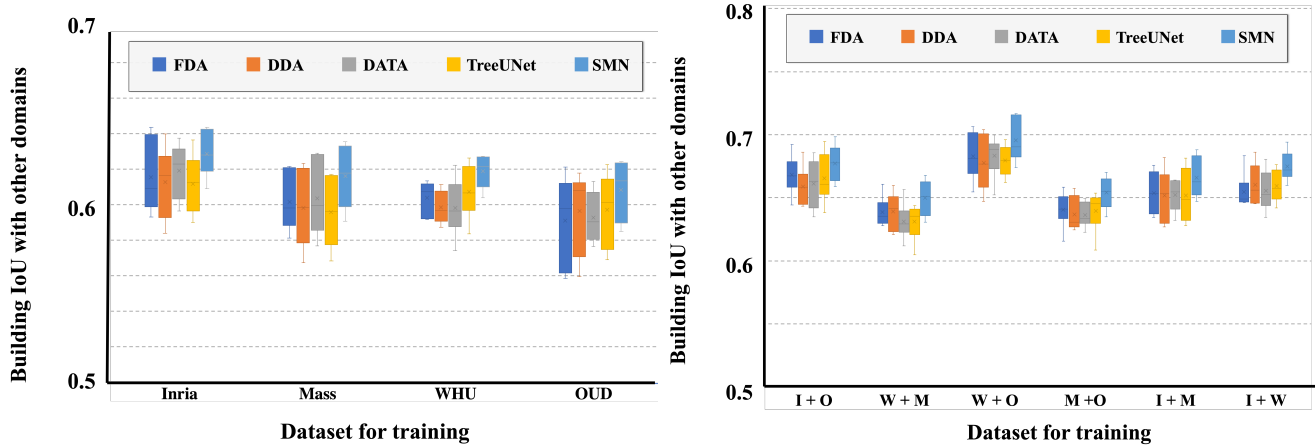 Building IoU with other domains
0.7
0.6
0.5
FDA DDA DATA TreeUNet SMN
Inria Mass WHU OUD
Dataset for training
Building IoU with other domains
0.8
0.7
0.6
0.5
FDA DDA DATA TreeUNet SMN
I + O W + M W + O M +O I + M I + W
Dataset for training